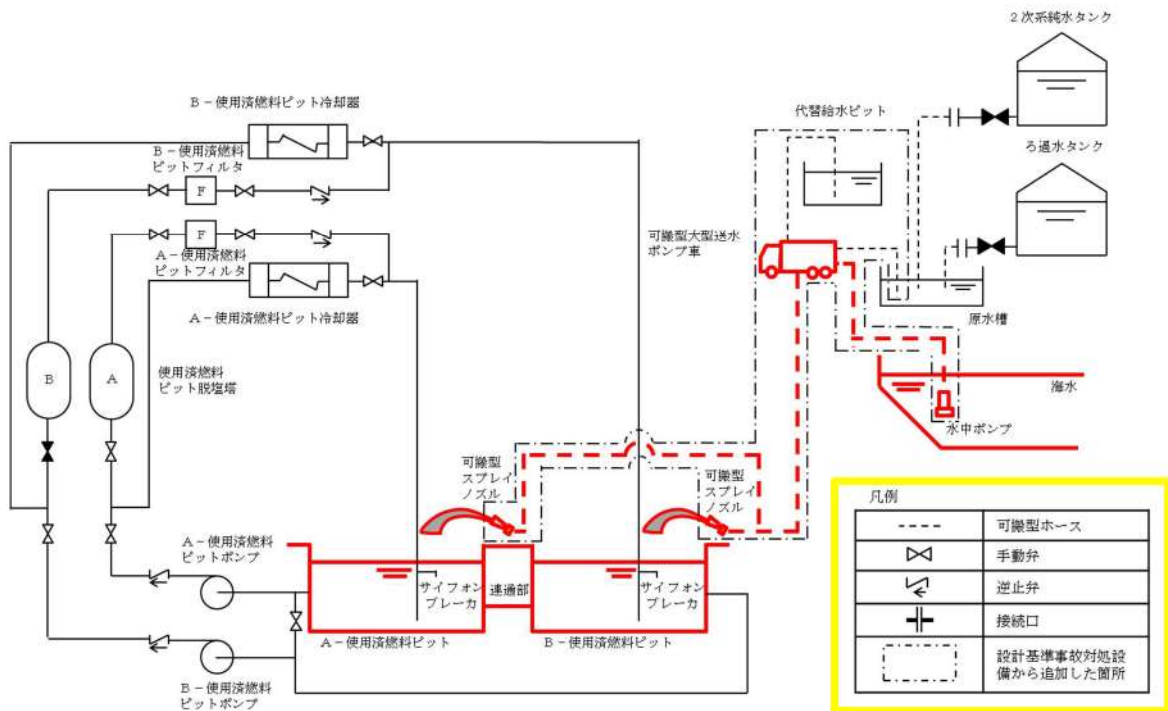 2次系純水タンク
B-使用済燃料ピット冷却器
代替給水ピット
B-使用済燃料
ピットフィルタ
F
ろ過水タンク
F
A-使用済燃料
ピットフィルタ
可搬型大型送水
ポンプ車
A-使用済燃料ピット冷却器
原水槽
B
A
使用済燃料
ピット脱塩塔
海水
水中ポンプ
可搬型
スプレイ
ノズル
可搬型
スプレイ
ノズル
A-使用済燃料
ピットポンプ
サイフォン
ブレーカ
連通部
サイフォン
ブレーカ
A-使用済燃料ピット
B-使用済燃料ピット
B-使用済燃料
ピットポンプ
凡例
可搬型ホース
手動弁
逆止弁
接続口
設計基準事故対処設
備から追加した箇所